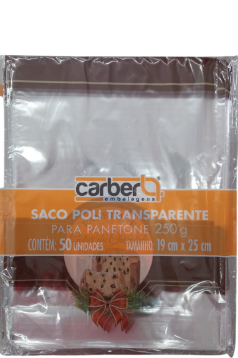 carber
embalagens
SACO POLI TRANSPARENTE
PARA PANETONE 250g
CONTÉM: 50 UNIDADES TAMANHO 19 cm x 25 cm